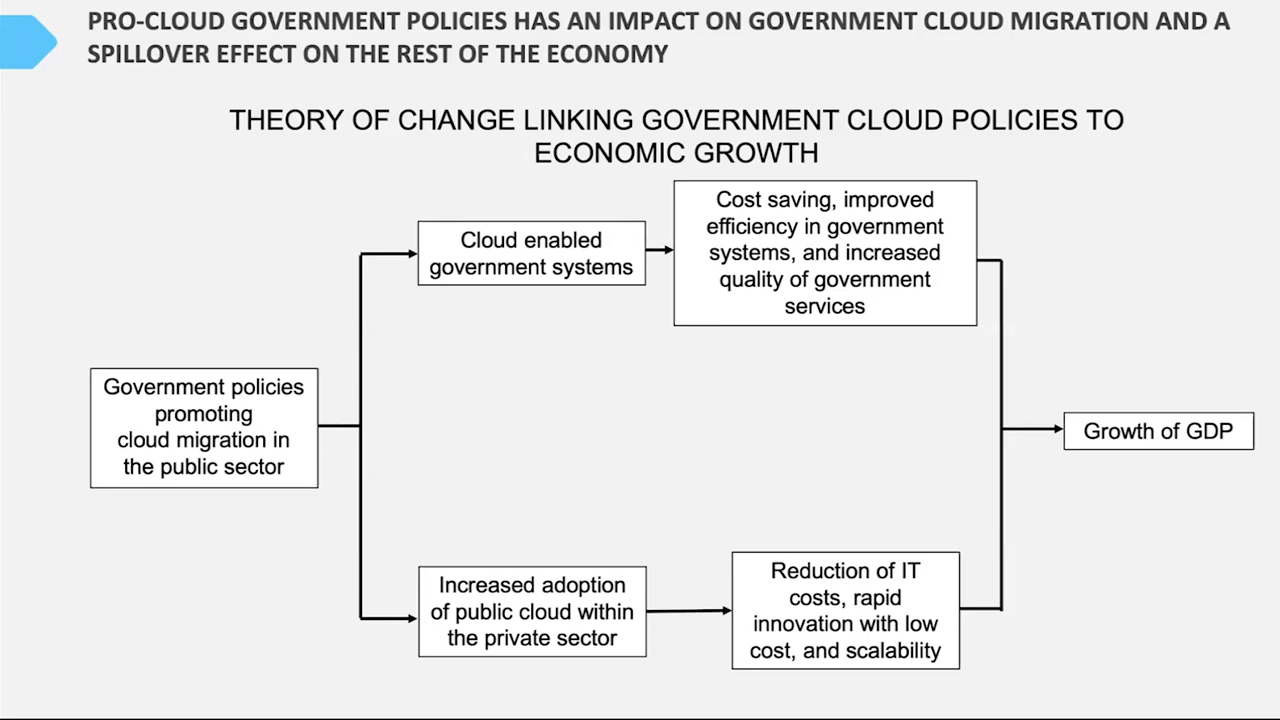 PRO-CLOUD GOVERNMENT POLICIES HAS AN IMPACT ON GOVERNMENT CLOUD MIGRATION AND A
SPILLOVER EFFECT ON THE REST OF THE ECONOMY
THEORY OF CHANGE LINKING GOVERNMENT CLOUD POLICIES TO
ECONOMIC GROWTH
Government policies
promoting
cloud migration in
the public sector
Cloud enabled
government systems
Cost saving, improved
efficiency in government
systems, and increased
quality of government
services
Increased adoption
of public cloud within
the private sector
Reduction of IT
costs, rapid
innovation with low
cost, and scalability
Growth of GDP